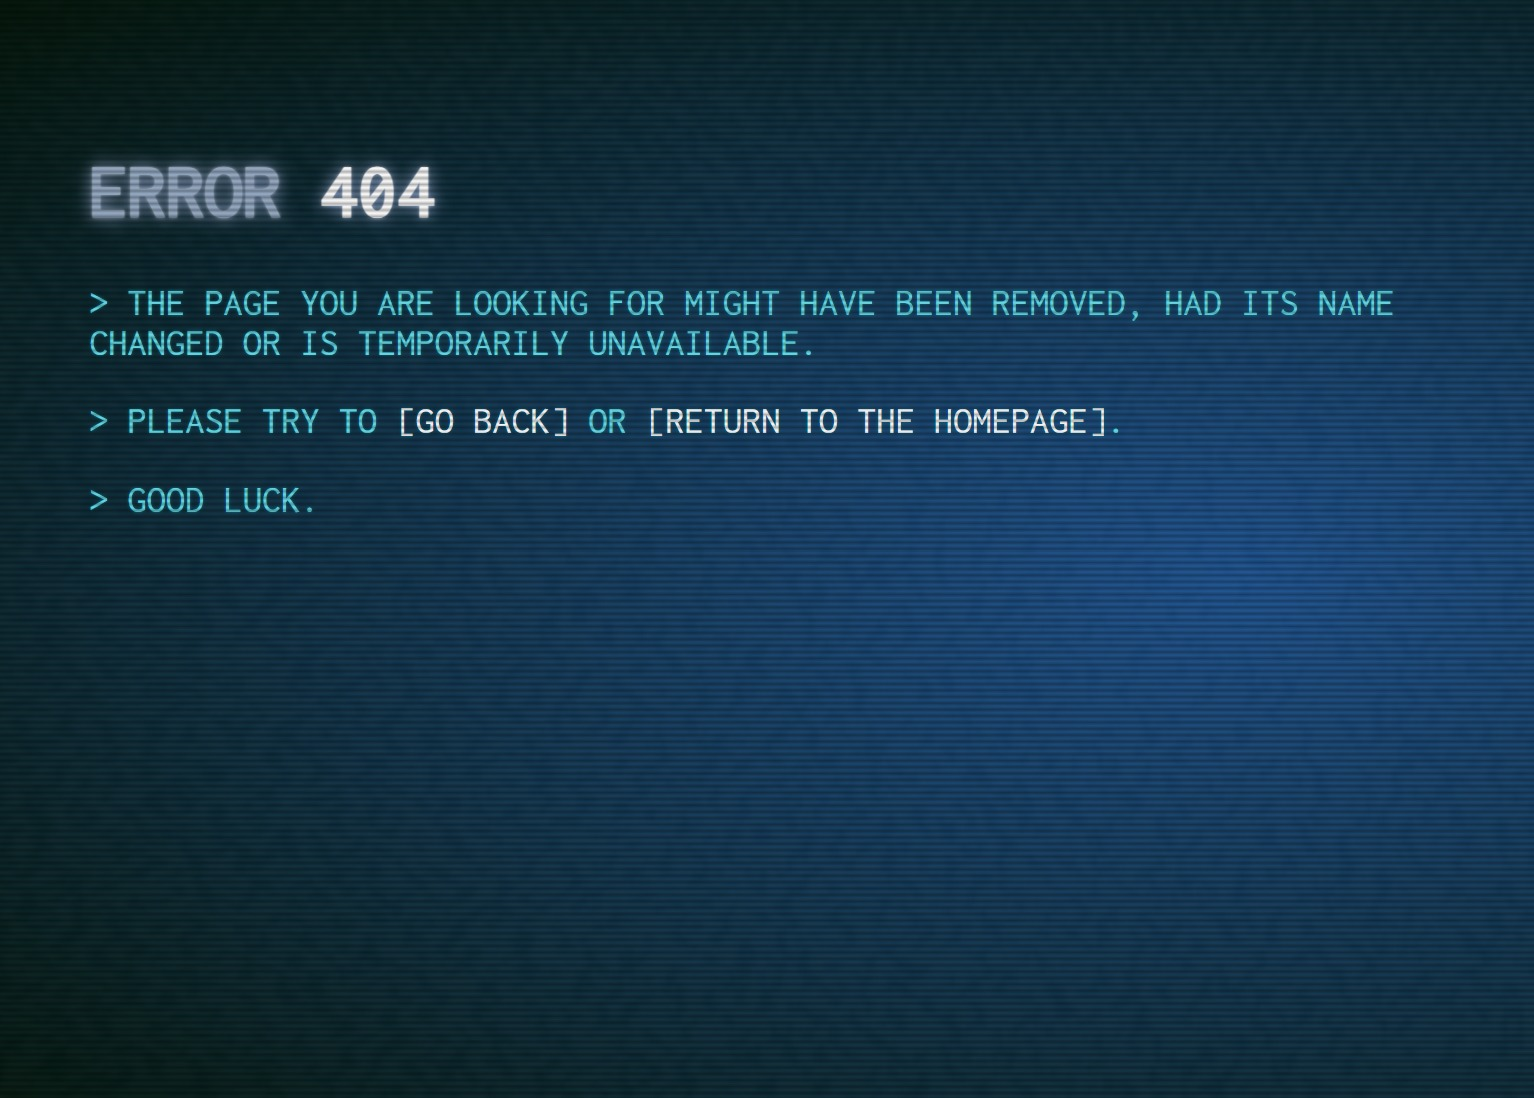 ERROR 404
> THE PAGE YOU ARE LOOKING FOR MIGHT HAVE BEEN REMOVED, HAD ITS NAME
CHANGED OR IS TEMPORARILY UNAVAILABLE.
> PLEASE TRY TO [GO BACK] OR [RETURN TO THE HOMEPAGE].
> GOOD LUCK.